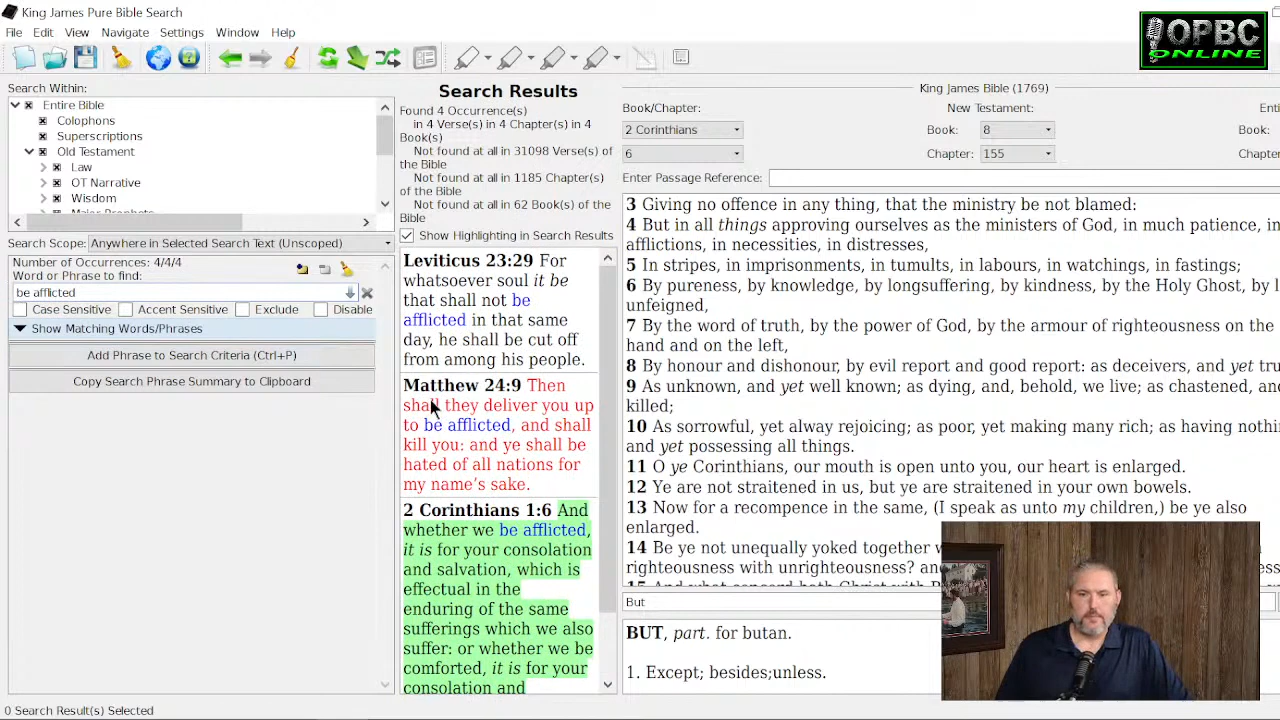 King James Pure Bible Search
File Edit View Navigate Settings Window Help
OPBC
ONLINE
Search Within:
Entire Bible
Colophons
Superscriptions
Old Testament
Law
OT Narrative
Wisdom
Major Prophets
Search Scope: Anywhere in Selected Search Text (Unscoped)
Number of Occurrences: 4/4/4
Word or Phrase to find:
be afflicted
Case Sensitive Accent Sensitive Exclude Disable
Show Matching Words/Phrases
Add Phrase to Search Criteria (Ctrl+P)
Copy Search Phrase Summary to Clipboard
0 Search Result(s) Selected
Search Results
Found 4 Occurrence(s)
in 4 Verse(s) in 4 Chapter(s) in 4
Book(s)
Not found at all in 31098 Verse(s) of
the Bible
Not found at all in 1185 Chapter(s)
of the Bible
Not found at all in 62 Book(s) of the
Bible
Show Highlighting in Search Results
Leviticus 23:29 For
whatsoever soul it be
that shall not be
afflicted in that same
day, he shall be cut off
from among his people.
Matthew 24:9 Then
shall they deliver you up
to be afflicted, and shall
kill you: and ye shall be
hated of all nations for
my name’s sake.
2 Corinthians 1:6 And
whether we be afflicted,
it is for your consolation
and salvation, which is
effectual in the
enduring of the same
sufferings which we also
suffer: or whether we be
comforted, it is for your
consolation and
King James Bible (1769)
Book/Chapter: New Testament:
2 Corinthians Book: 8 Book:
6 Chapter: 155 Chapter
Enter Passage Reference:
3 Giving no offence in any thing, that the ministry be not blamed:
4 But in all things approving ourselves as the ministers of God, in much patience, in
afflictions, in necessities, in distresses,
5 In stripes, in imprisonments, in tumults, in labours, in watchings, in fastings;
6 By pureness, by knowledge, by longsuffering, by kindness, by the Holy Ghost, by
unfeigned,
7 By the word of truth, by the power of God, by the armour of righteousness on the
hand and on the left,
8 By honour and dishonour, by evil report and good report: as deceivers, and yet
9 As unknown, and yet well known; as dying, and, behold, we live; as chastened, and
killed;
10 As sorrowful, yet alway rejoicing; as poor, yet making many rich; as having
and yet possessing all things.
11 O ye Corinthians, our mouth is open unto you, our heart is enlarged.
12 Ye are not straitened in us, but ye are straitened in your own bowels.
13 Now for a recompence in the same, (I speak as unto my children,) be ye also
enlarged.
14 Be ye not unequally yoked together
righteousness with unrighteousness?
But
BUT, part. for butan.
1. Except; besides;unless.